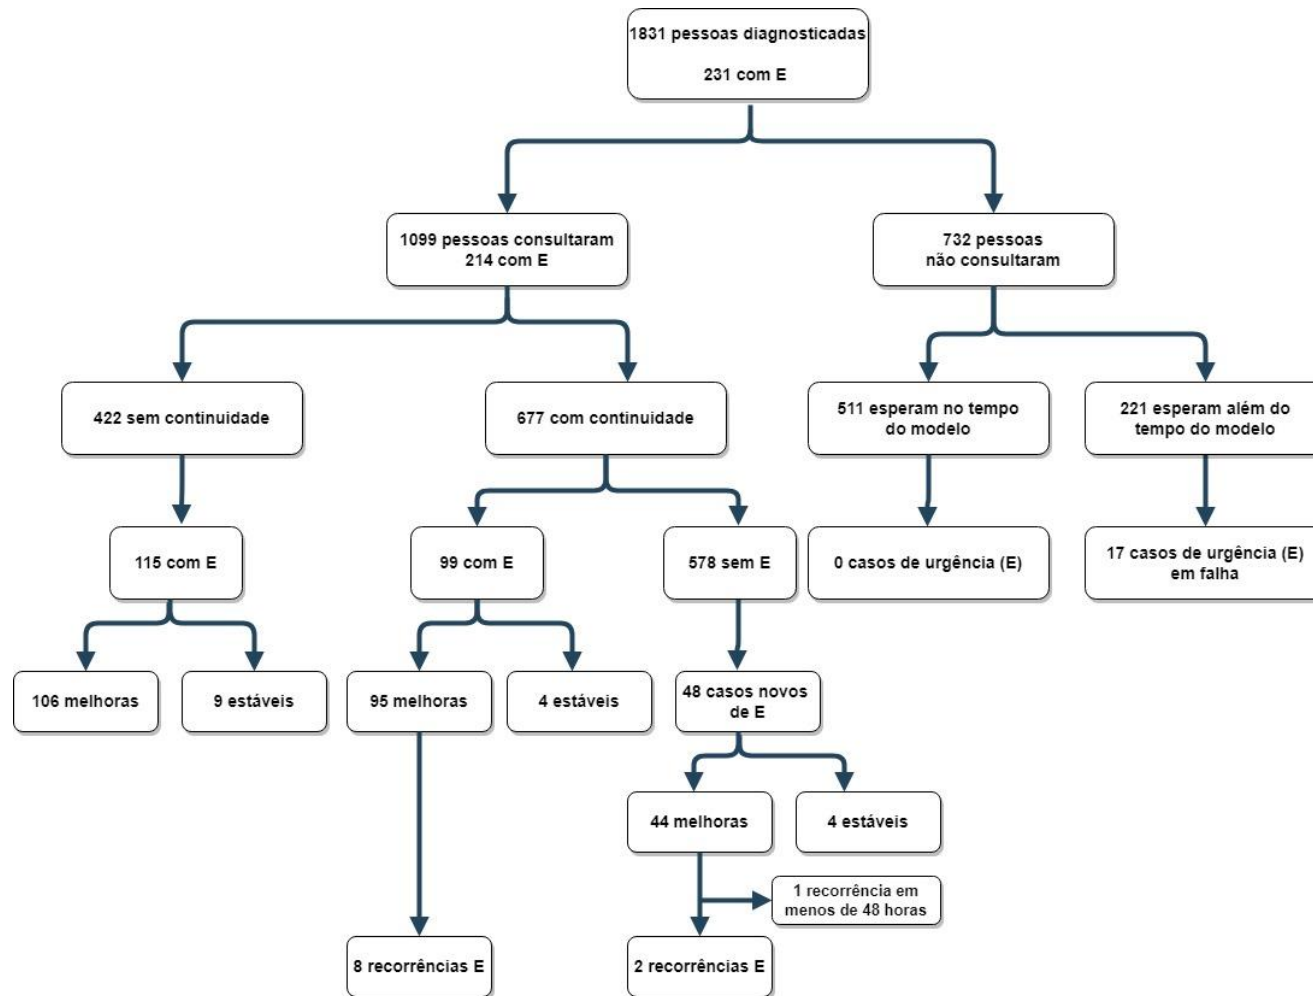 1831 pessoas diagnosticadas
231 com E
1099 pessoas consultaram
214 com E
732 pessoas
não consultaram
422 sem continuidade
677 com continuidade
511 esperam no tempo
do modelo
221 esperam além do
tempo do modelo
115 com E
99 com E
578 sem E
0 casos de urgência (E)
17 casos de urgência (E)
em falha
106 melhoras
9 estáveis
95 melhoras
4 estáveis
48 casos novos
de E
44 melhoras
4 estáveis
1 recorrência em
menos de 48 horas
8 recorrências E
2 recorrências E